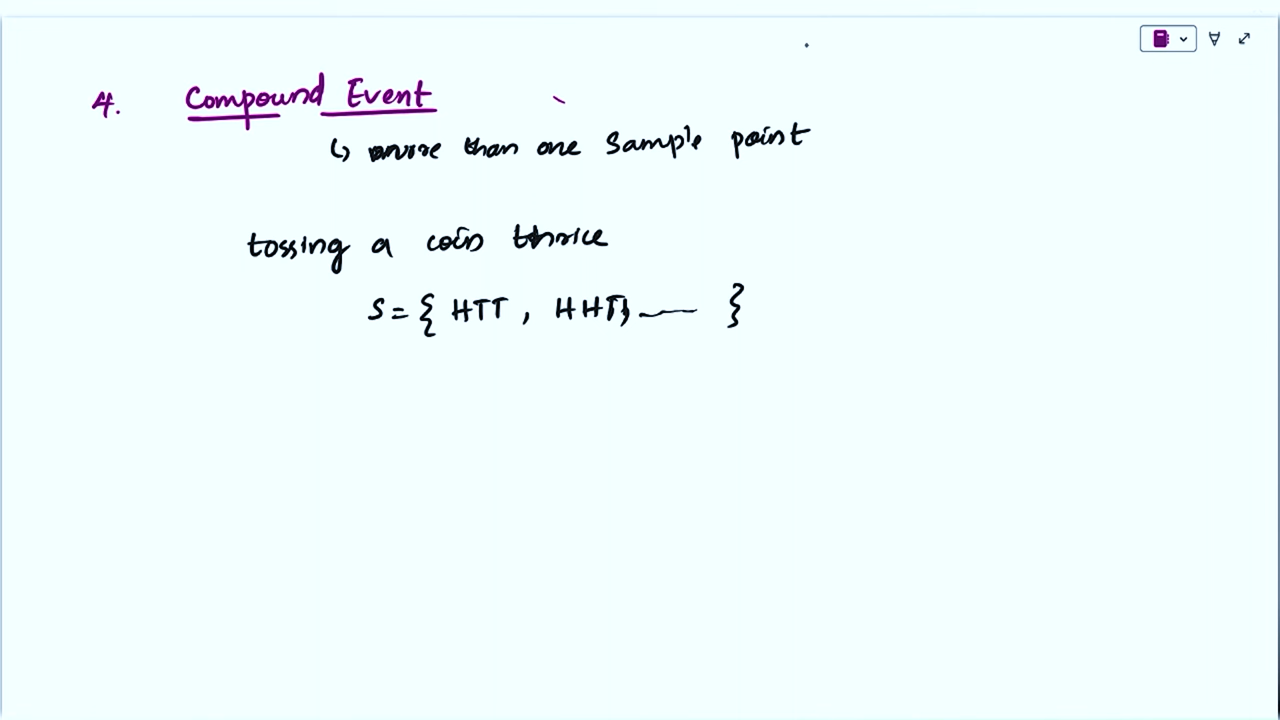 4. Compound Event
↳ more than one sample point
tossing a coin thrice
S = { HTT , HHT, —— }